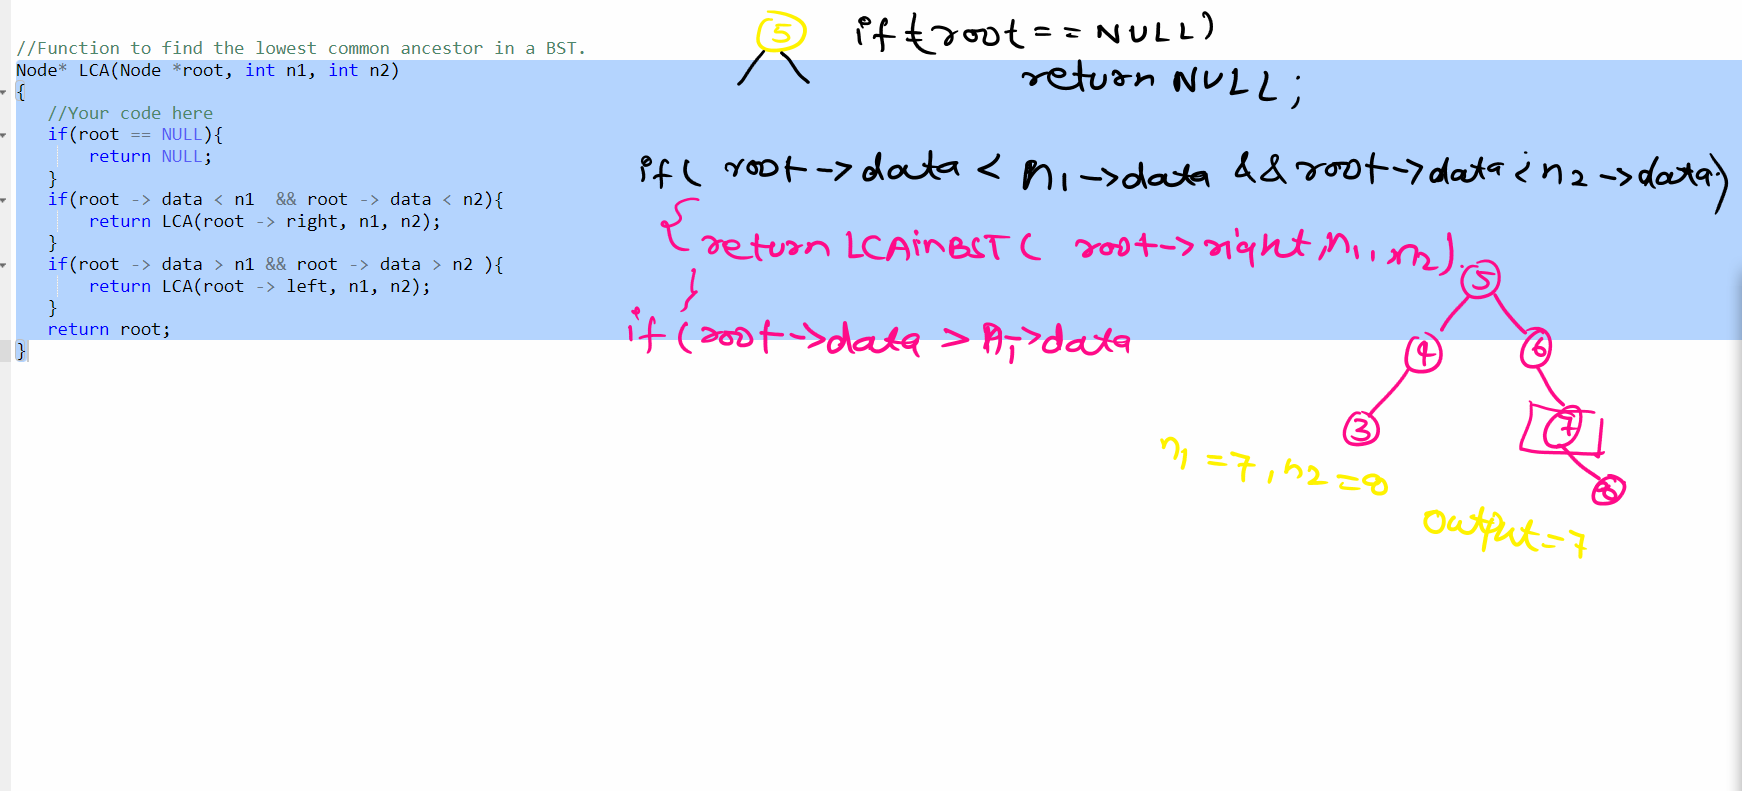 //Function to find the lowest common ancestor in a BST.
Node* LCA(Node *root, int n1, int n2)
{
//Your code here
if(root == NULL){
return NULL;
}
if(root -> data < n1  && root -> data < n2){
return LCA(root -> right, n1, n2);
}
if(root -> data > n1 && root -> data > n2 ){
return LCA(root -> left, n1, n2);
}
return root;
}
5
if (root == NULL)
return NULL;
if ( root -> data < n1 -> data && root -> data < n2 -> data)
{
return LCAinBST ( root -> right, n1, n2).
}
if (root -> data > n1 -> data
5
4
6
3
7
8
n1 = 7, n2 = 8
output = 7